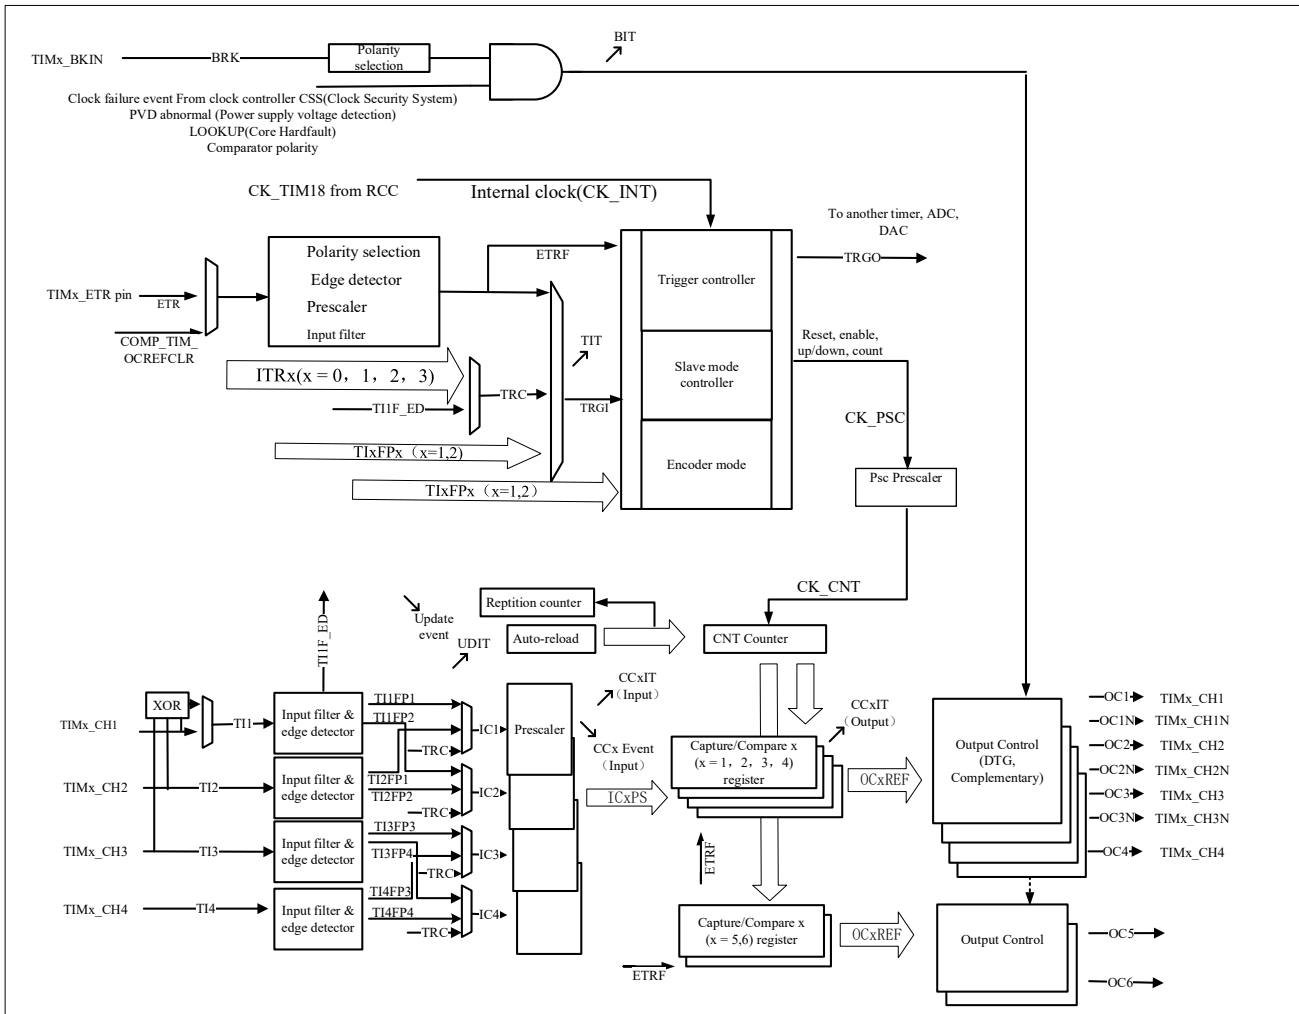 BIT
TIMx_BKIN
BRK
Polarity
selection
Clock failure event From clock controller CSS(Clock Security System)
PVD abnormal (Power supply voltage detection)
LOOKUP(Core Hardfault)
Comparator polarity
CK_TIM18 from RCC
Internal clock(CK_INT)
To another timer, ADC,
DAC
TRGO
Polarity selection
Edge detector
Prescaler
Input filter
ETRF
Trigger controller
TIMx_ETR pin
ETR
COMP_TIM_
OCREFCLR
TIT
Reset, enable,
up/down, count
ITRx(x = 0，1，2，3)
TI1F_ED
TRC
TRGI
Slave mode
controller
CK_PSC
TIxFPx（x=1,2)
Encoder mode
TIxFPx（x=1,2）
Psc Prescaler
CK_CNT
Reptition counter
Update
event
UDIT
Auto-reload
CNT Counter
TI1F_ED
CCxIT
（Input)
CCxIT
（Output)
XOR
TIMx_CH1
TI1
Input filter &
edge detector
TI1FP1
TI1FP2
TRC
IC1
Prescaler
CCx Event
(Input)
Capture/Compare x
(x = 1，2，3，4)
register
OCxREF
Output Control
(DTG,
Complementary)
OC1
TIMx_CH1
OC1N
TIMx_CH1N
OC2
TIMx_CH2
OC2N
TIMx_CH2N
OC3
TIMx_CH3
OC3N
TIMx_CH3N
OC4
TIMx_CH4
TIMx_CH2
TI2
Input filter &
edge detector
TI2FP1
TI2FP2
TRC
IC2
ICxPS
TIMx_CH3
TI3
Input filter &
edge detector
TI3FP3
TI3FP4
TRC
IC3
ETRF
TIMx_CH4
TI4
Input filter &
edge detector
TI4FP3
TI4FP4
TRC
IC4
Capture/Compare x
(x = 5,6) register
OCxREF
Output Control
OC5
OC6
ETRF